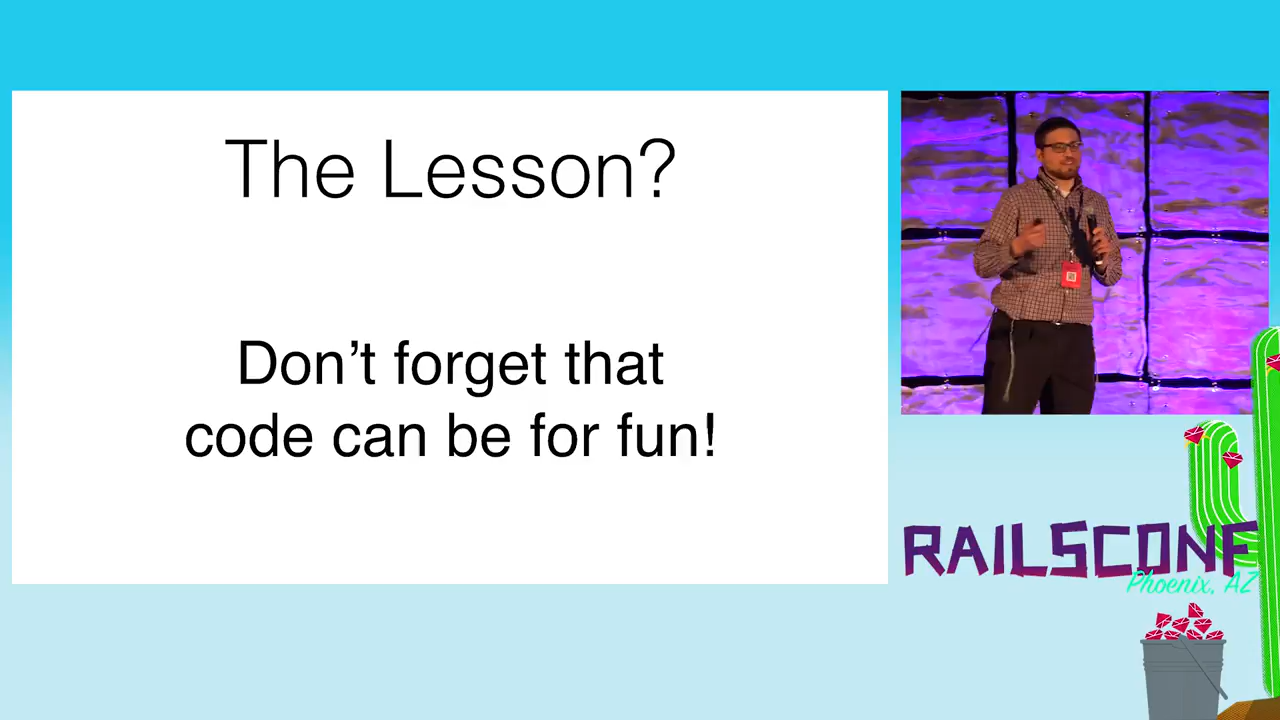 The Lesson?
Don’t forget that
code can be for fun!
RAILSCONF
Phoenix, AZ